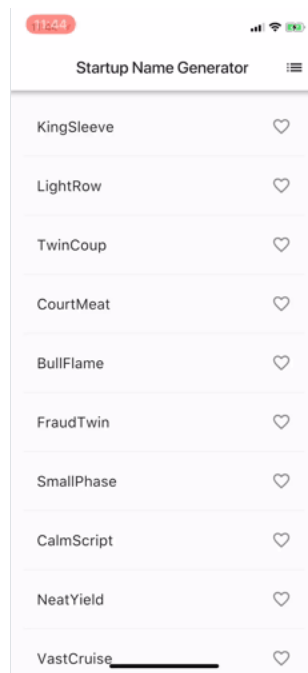 11:44
Startup Name Generator
KingSleeve
LightRow
TwinCoup
CourtMeat
BullFlame
FraudTwin
SmallPhase
CalmScript
NeatYield
VastCruise